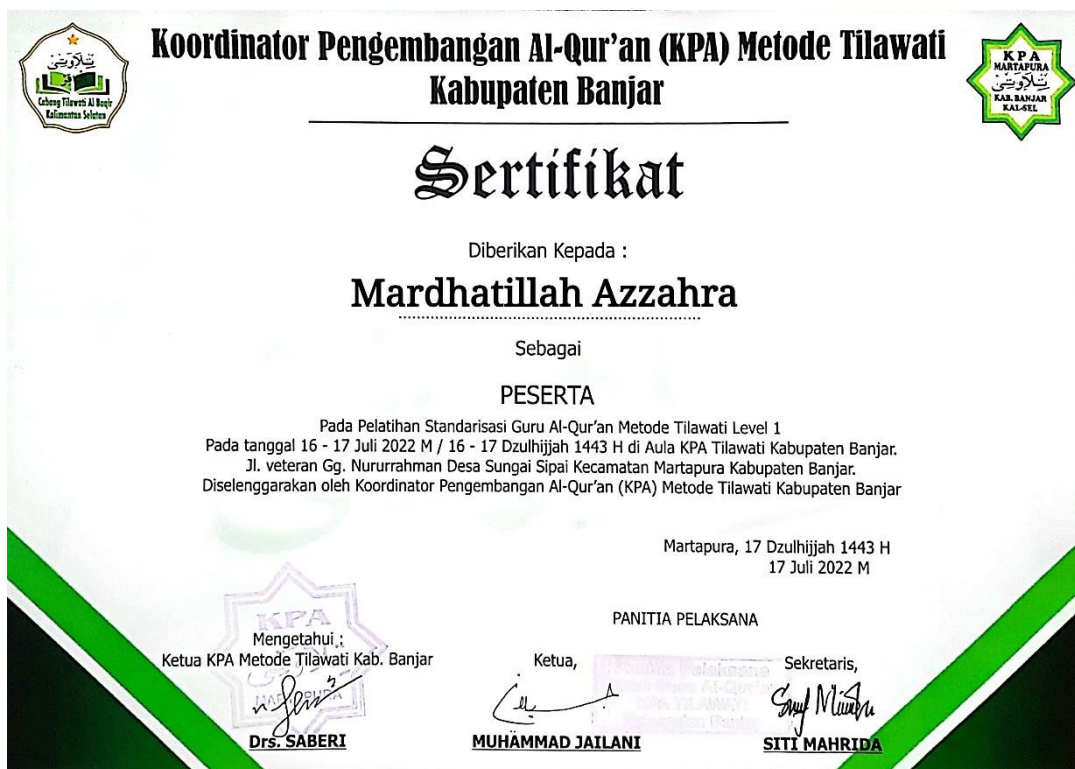 Koordinator Pengembangan Al-Qur'an (KPA) Metode Tilawati
Kabupaten Banjar
تيلاوتي
Cabang Tilawati Al Baqir
Kalimantan Selatan
KPA
MARTAPURA
تيلاوتي
KAB. BANJAR
KAL-SEL
Sertifikat
Diberikan Kepada :
Mardhatillah Azzahra
Sebagai
PESERTA
Pada Pelatihan Standarisasi Guru Al-Qur'an Metode Tilawati Level 1
Pada tanggal 16 - 17 Juli 2022 M / 16 - 17 Dzulhijjah 1443 H di Aula KPA Tilawati Kabupaten Banjar.
Jl. veteran Gg. Nururrahman Desa Sungai Sipai Kecamatan Martapura Kabupaten Banjar.
Diselenggarakan oleh Koordinator Pengembangan Al-Qur'an (KPA) Metode Tilawati Kabupaten Banjar
Martapura, 17 Dzulhijjah 1443 H
17 Juli 2022 M
PANITIA PELAKSANA
KPA
MARTAPURA
Mengetahui :
Ketua KPA Metode Tilawati Kab. Banjar
Drs. SABERI
Ketua,
MUHAMMAD JAILANI
Sekretaris,
SITI MAHRIDA